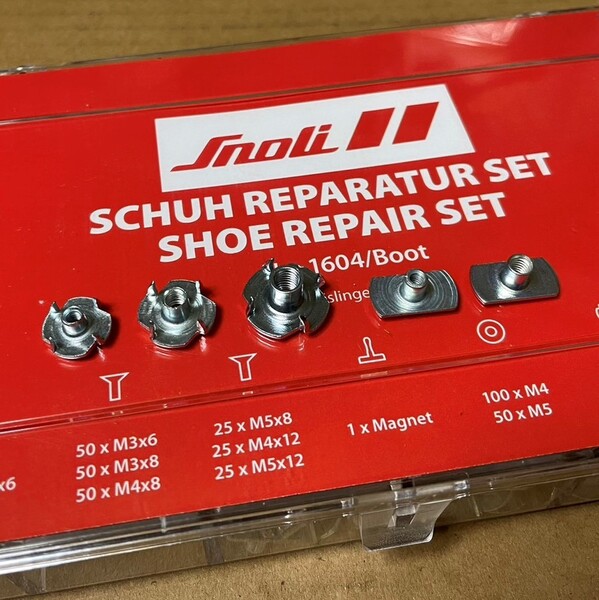 Snoli
SCHUH REPARATUR SET
SHOE REPAIR SET
1604/Boot
50 x M3x6
50 x M3x8
50 x M4x8
25 x M5x8
25 x M4x12
25 x M5x12
1 x Magnet
100 x M4
50 x M5